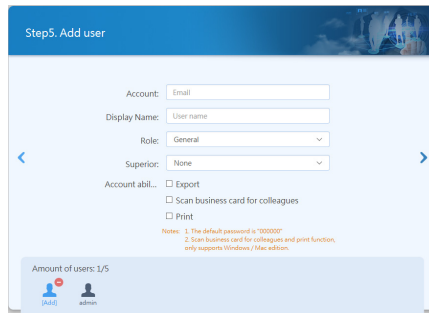 Step5. Add user
Account: Email
Display Name: User name
Role: General
Superior: None
Account abil... Export
Scan business card for colleagues
Print
Notes: 1. The default password is "000000"
2. Scan business card for colleagues and print function,
only supports Windows / Mac edition.
Amount of users: 1/5
(Add) admin